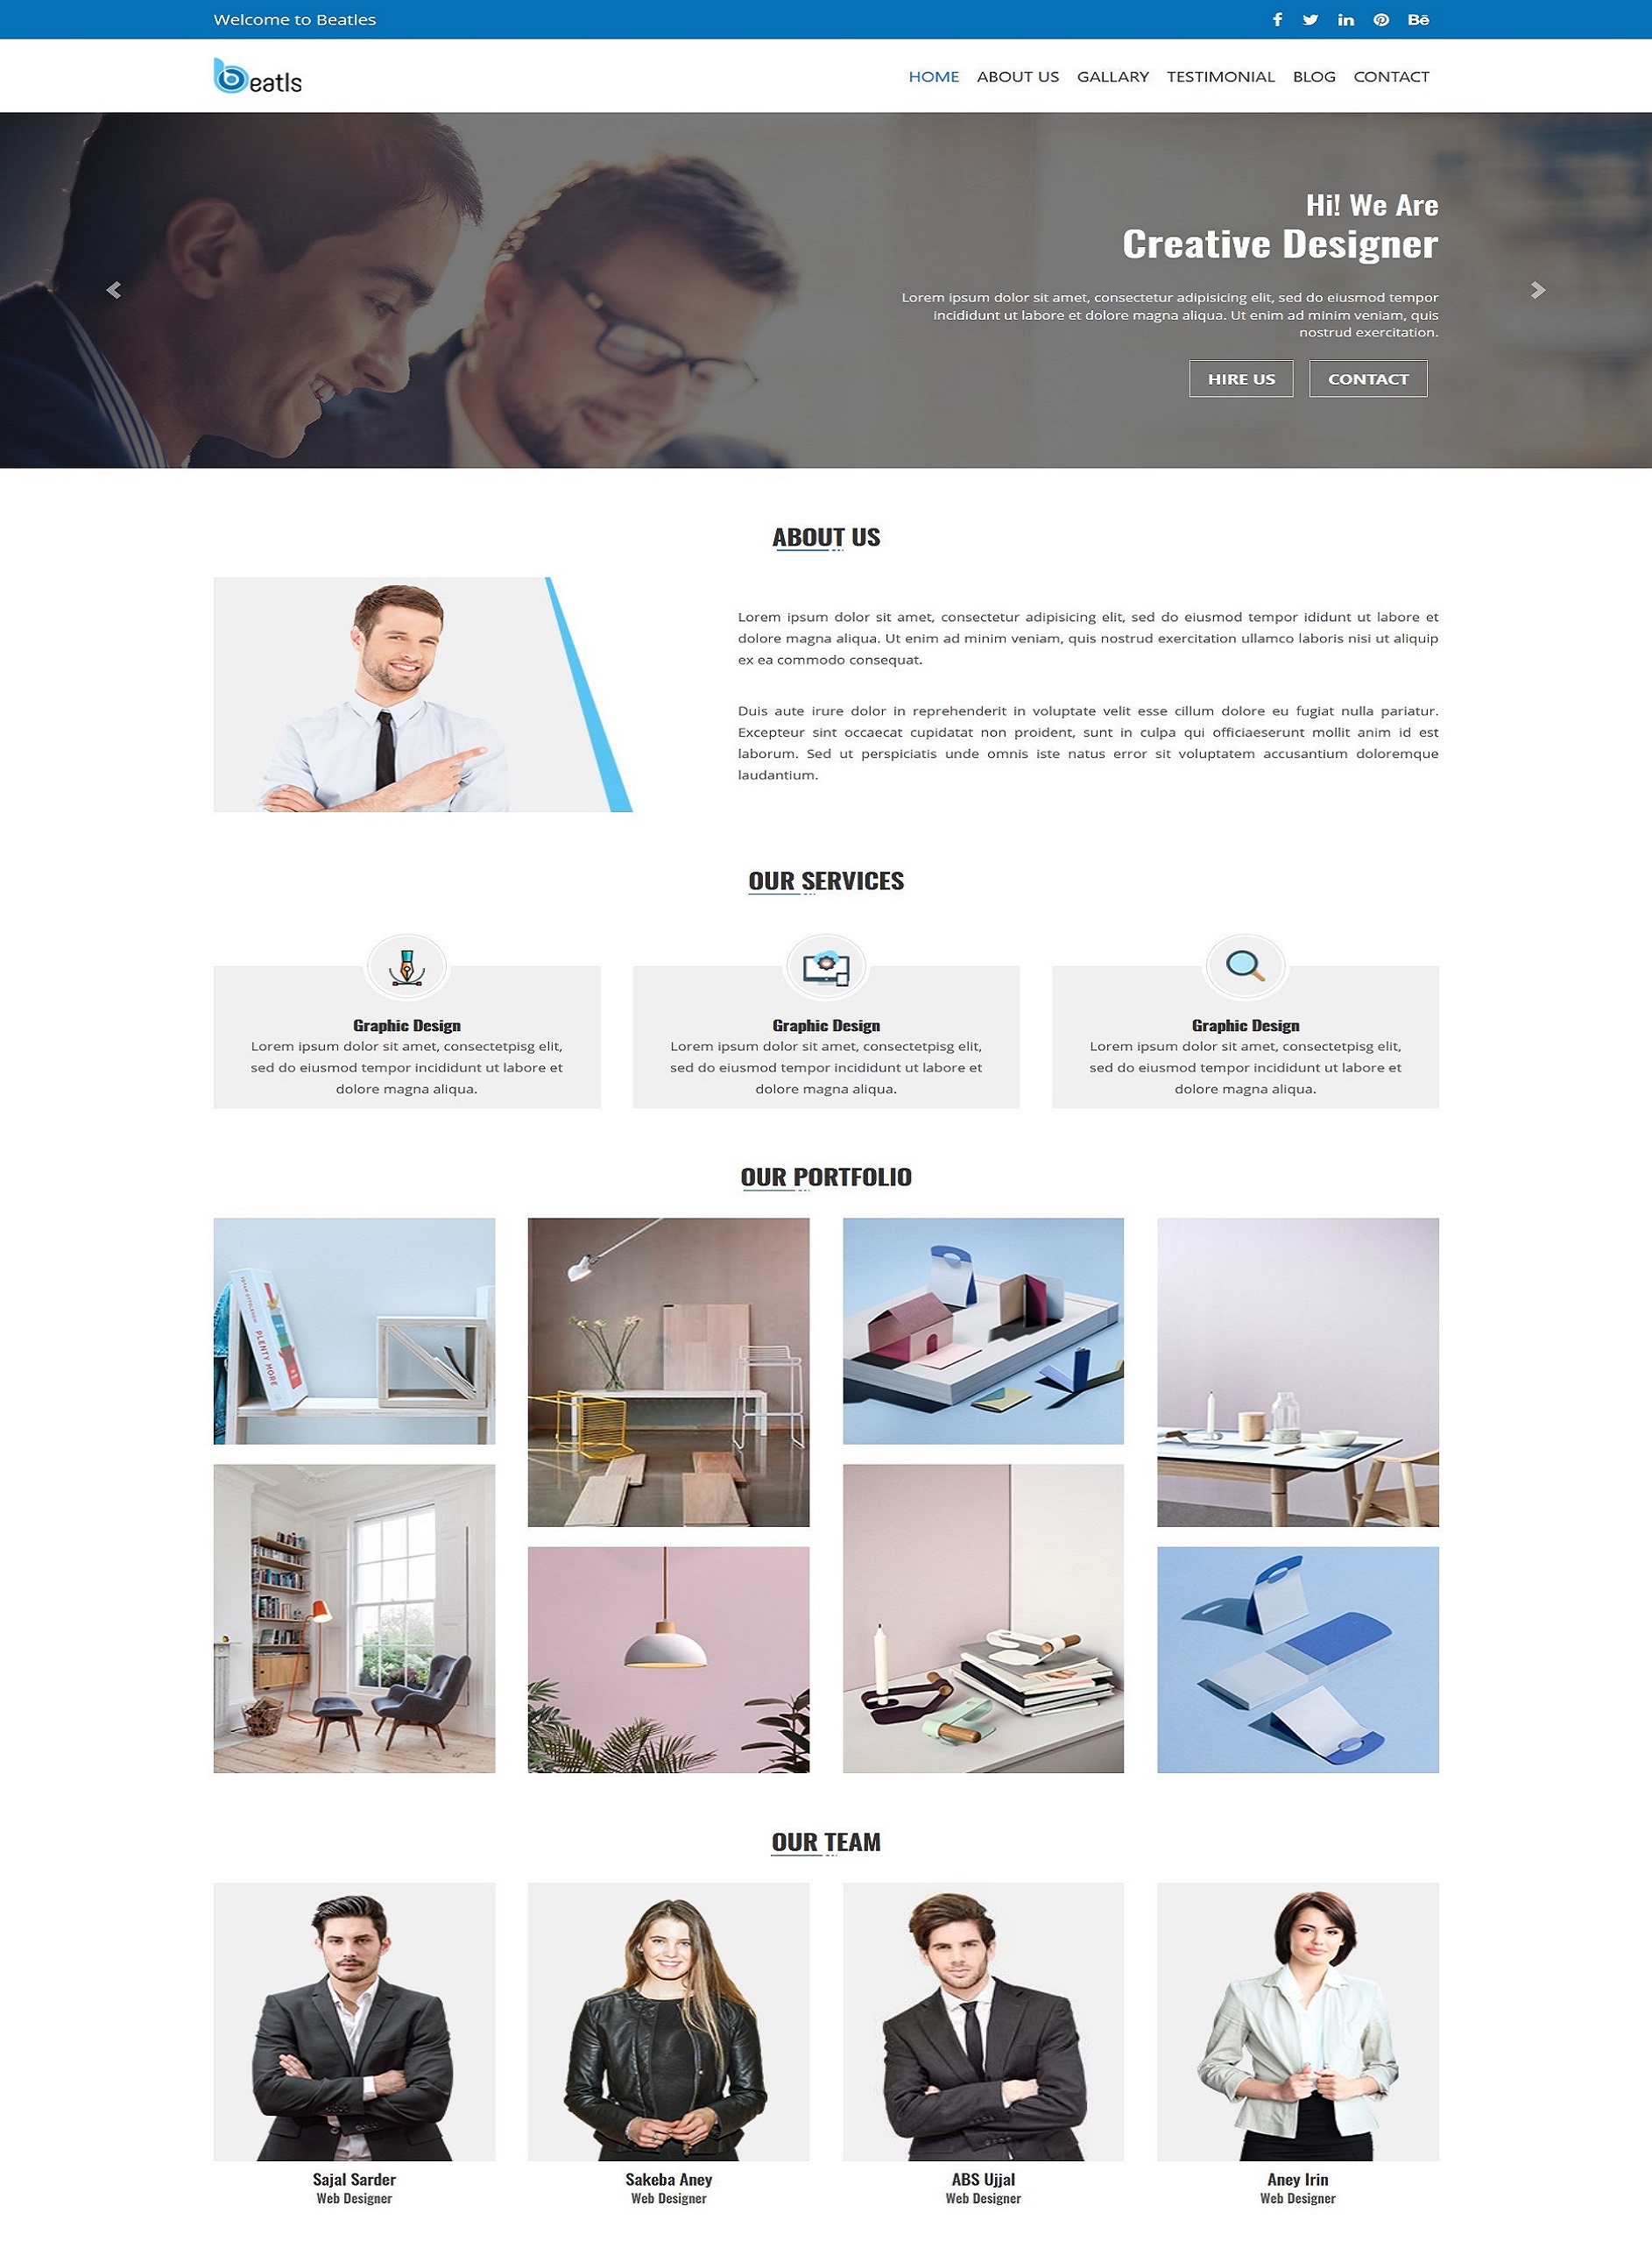 Welcome to Beatles
beatls
HOME ABOUT US GALLARY TESTIMONIAL BLOG CONTACT
Hi! We Are
Creative Designer
Lorem ipsum dolor sit amet, consectetur adipisicing elit, sed do eiusmod tempor
incididunt ut labore et dolore magna aliqua. Ut enim ad minim veniam, quis
nostrud exercitation.
HIRE US CONTACT
ABOUT US
Lorem ipsum dolor sit amet, consectetur adipisicing elit, sed do eiusmod tempor ididunt ut labore et
dolore magna aliqua. Ut enim ad minim veniam, quis nostrud exercitation ullamco laboris nisi ut aliquip
ex ea commodo consequat.
Duis aute irure dolor in reprehenderit in voluptate velit esse cillum dolore eu fugiat nulla pariatur.
Excepteur sint occaecat cupidatat non proident, sunt in culpa qui officiaeserunt mollit anim id est
laborum. Sed ut perspiciatis unde omnis iste natus error sit voluptatem accusantium doloremque
laudantium.
OUR SERVICES
Graphic Design
Lorem ipsum dolor sit amet, consectetpisg elit,
sed do eiusmod tempor incididunt ut labore et
dolore magna aliqua.
Graphic Design
Lorem ipsum dolor sit amet, consectetpisg elit,
sed do eiusmod tempor incididunt ut labore et
dolore magna aliqua.
Graphic Design
Lorem ipsum dolor sit amet, consectetpisg elit,
sed do eiusmod tempor incididunt ut labore et
dolore magna aliqua.
OUR PORTFOLIO
PLENTY MORE
OUR TEAM
Sajal Sarder
Web Designer
Sakeba Aney
Web Designer
ABS Ujjal
Web Designer
Aney Irin
Web Designer